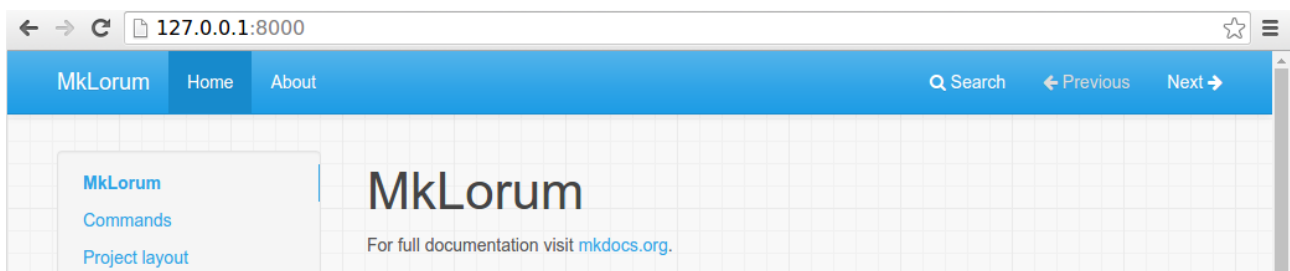 127.0.0.1:8000
MkLorum Home About Search Previous Next
MkLorum
Commands
Project layout
MkLorum
For full documentation visit mkdocs.org.